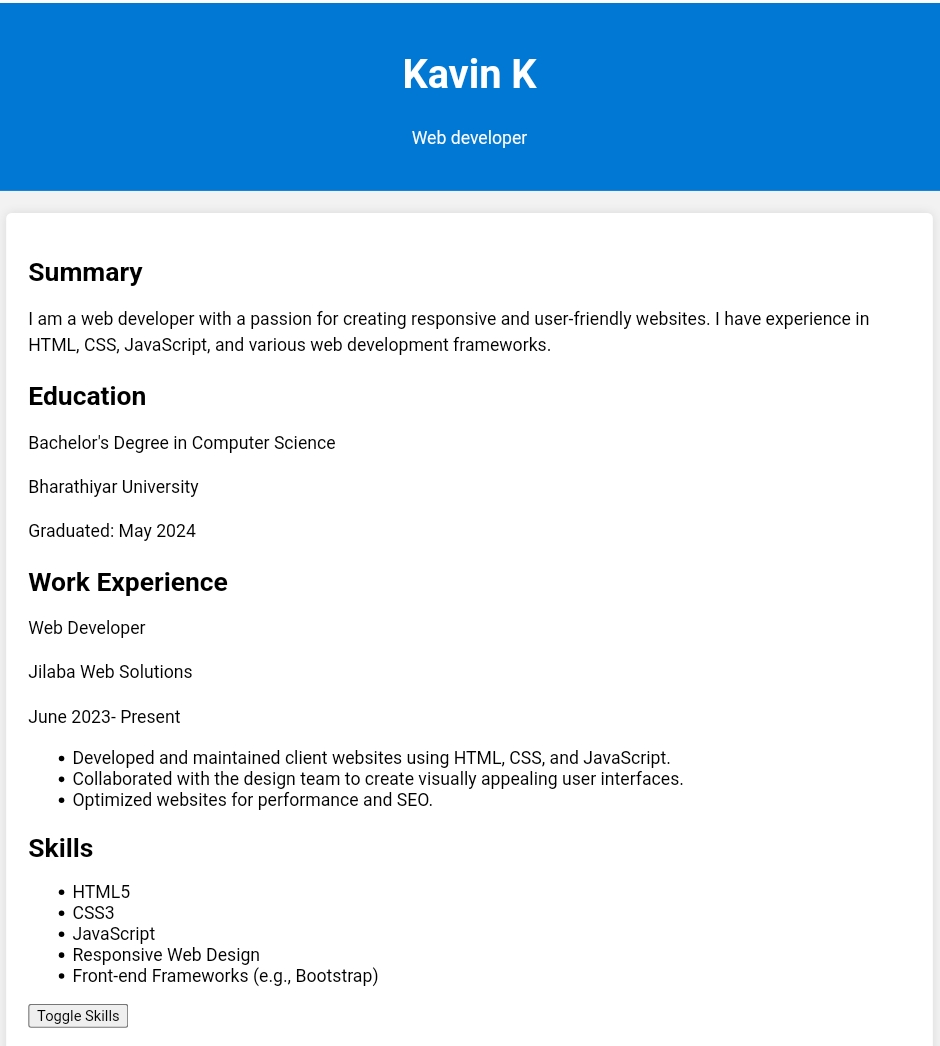 Kavin K
Web developer
Summary
I am a web developer with a passion for creating responsive and user-friendly websites. I have experience in
HTML, CSS, JavaScript, and various web development frameworks.
Education
Bachelor's Degree in Computer Science
Bharathiyar University
Graduated: May 2024
Work Experience
Web Developer
Jilaba Web Solutions
June 2023- Present
• Developed and maintained client websites using HTML, CSS, and JavaScript.
• Collaborated with the design team to create visually appealing user interfaces.
• Optimized websites for performance and SEO.
Skills
• HTML5
• CSS3
• JavaScript
• Responsive Web Design
• Front-end Frameworks (e.g., Bootstrap)
Toggle Skills